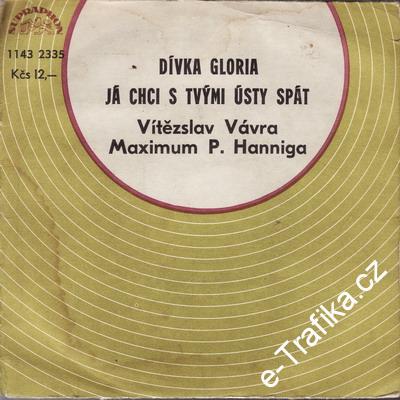 SUPRAPHON
1143 2335
Kčs 12,—
DÍVKA GLORIA
JÁ CHCI S TVÝMI ÚSTY SPÁT
Vítězslav Vávra
Maximum P. Hanniga
e-Trafika.cz